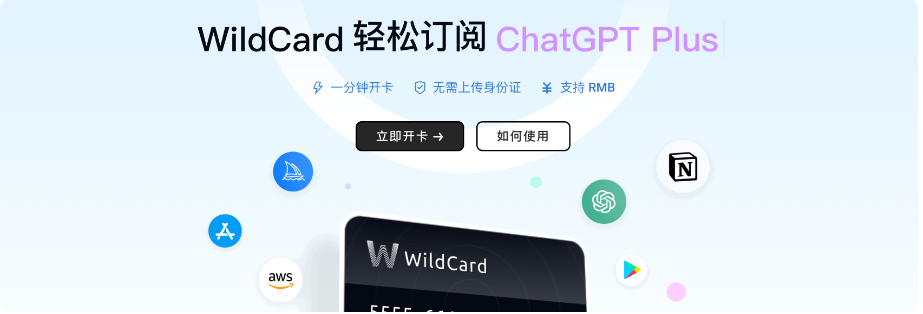 WildCard 轻松订阅 ChatGPT Plus
一分钟开卡 无需上传身份证 支持 RMB
立即开卡 → 如何使用
N
aws
W WildCard